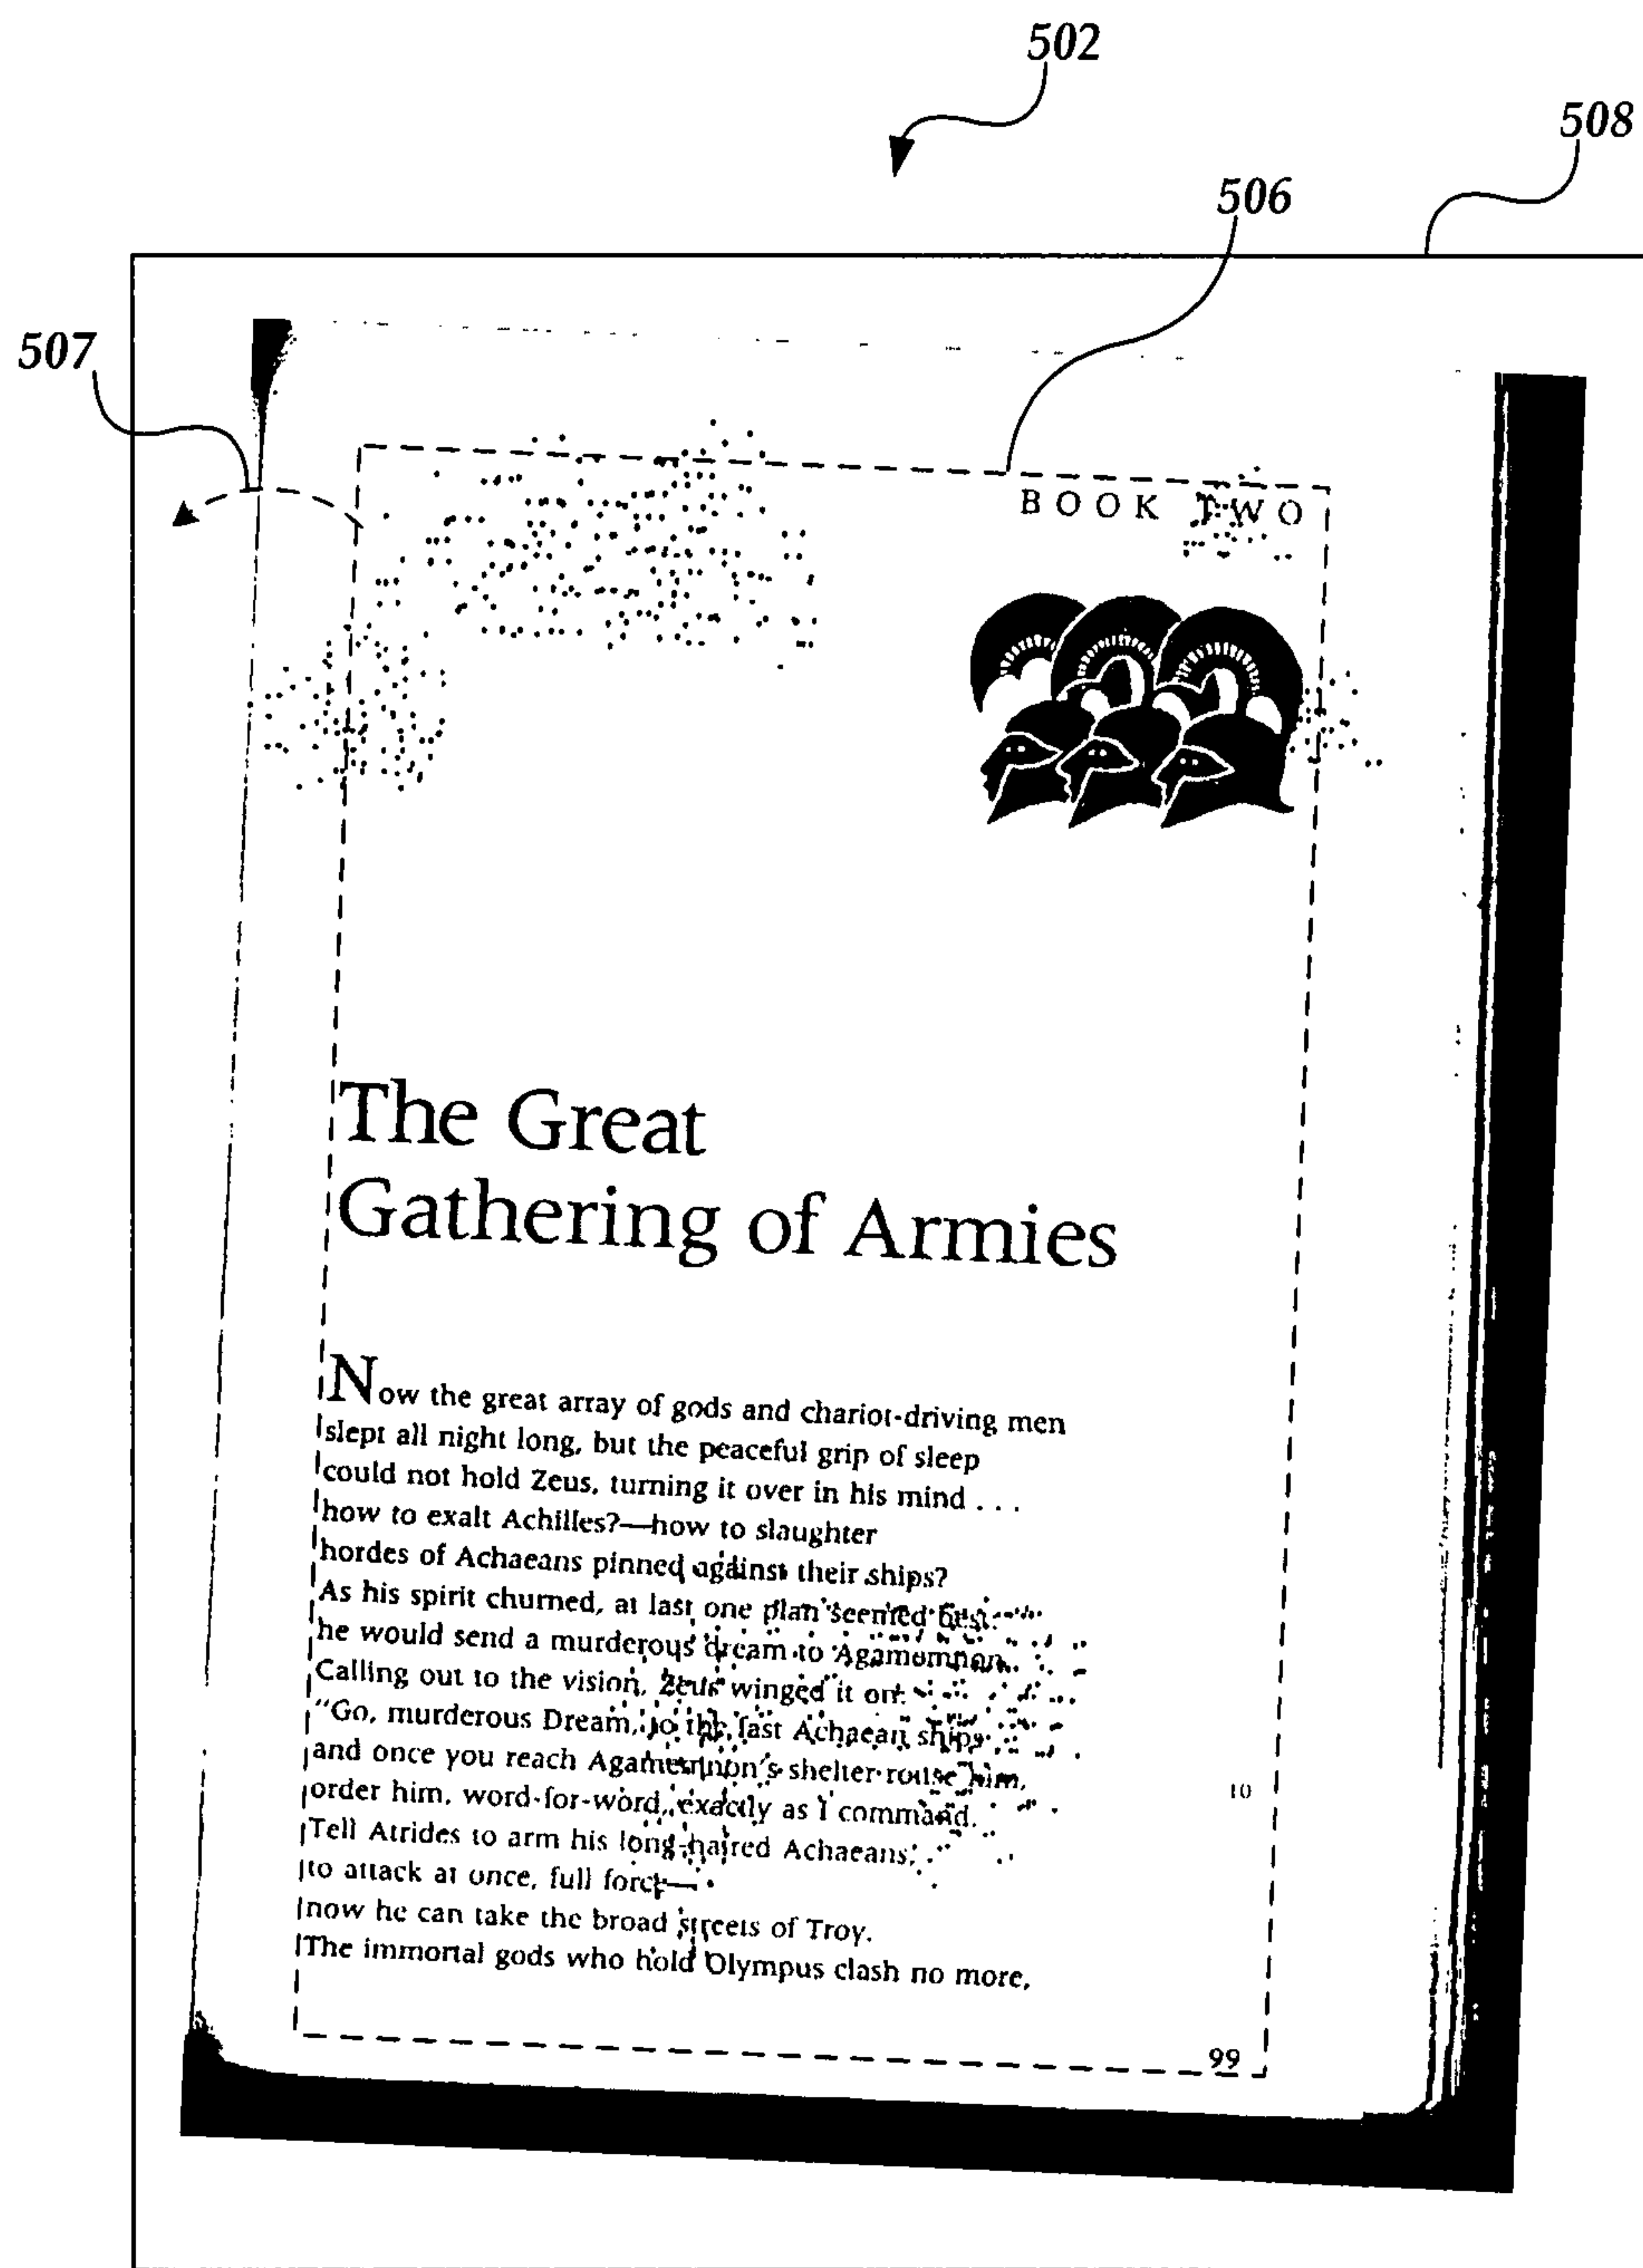 502
508
506
507
BOOK TWO
The Great
Gathering of Armies
Now the great array of gods and chariot-driving men
slept all night long, but the peaceful grip of sleep
could not hold Zeus, turning it over in his mind . . .
how to exalt Achilles?—how to slaughter
hordes of Achaeans pinned against their ships?
As his spirit churned, at last one plan seemed best:
he would send a murderous dream to Agamemnon.
Calling out to the vision, Zeus winged it on:
"Go, murderous Dream, to the fast Achaean ships
and once you reach Agamemnon's shelter rouse him,
order him, word-for-word, exactly as I command. 10
Tell Atrides to arm his long-haired Achaeans,
to attack at once, full force—
now he can take the broad streets of Troy.
The immortal gods who hold Olympus clash no more,
99